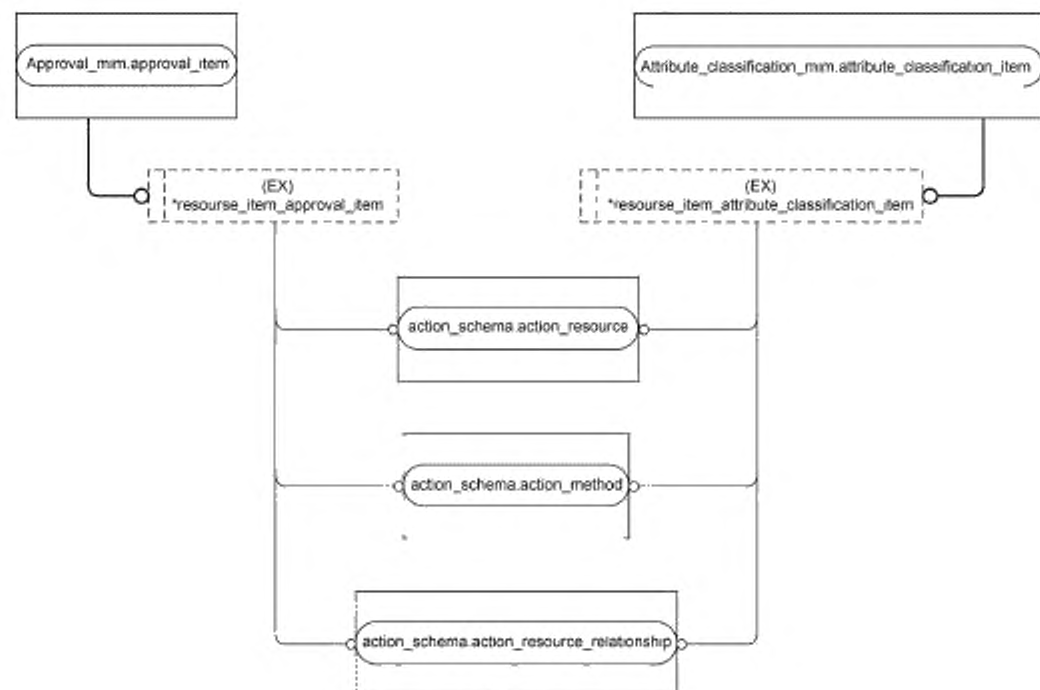 Approval_mim.approval_item
Attribute_classification_mim.attribute_classification_item
(EX)
*resourse_item_approval_item
(EX)
*resourse_item_attribute_classification_item
action_schema.action_resource
action_schema.action_method
action_schema.action_resource_relationship